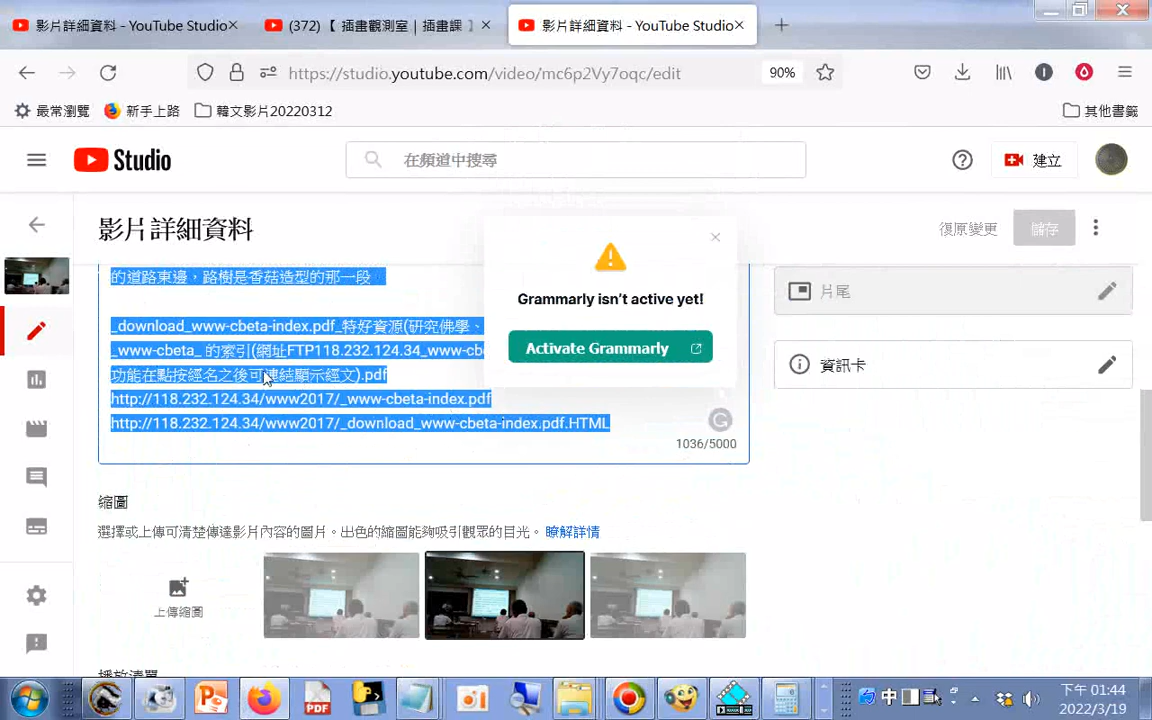 影片詳細資料 - YouTube Studio
(372)【 插畫觀測室 | 插畫課 】
影片詳細資料 - YouTube Studio
https://studio.youtube.com/video/mc6p2Vy7oqc/edit
90%
最常瀏覽
新手上路
韓文影片20220312
其他書籤
Studio
在頻道中搜尋
建立
影片詳細資料
復原變更
儲存
的道路東邊，路樹是香菇造型的那一段
Grammarly isn't active yet!
Activate Grammarly
片尾
_download_www-cbeta-index.pdf_特好資源(研究佛學、
_www-cbeta_ 的索引(網址FTP118.232.124.34_www-cb
功能在點按經名之後可連結顯示經文).pdf
資訊卡
http://118.232.124.34/www2017/_www-cbeta-index.pdf
http://118.232.124.34/www2017/_download_www-cbeta-index.pdf.HTML
1036/5000
縮圖
選擇或上傳可清楚傳達影片內容的圖片。出色的縮圖能夠吸引觀眾的目光。瞭解詳情
上傳縮圖
播放清單
PDF
中
下午 01:44
2022/3/19